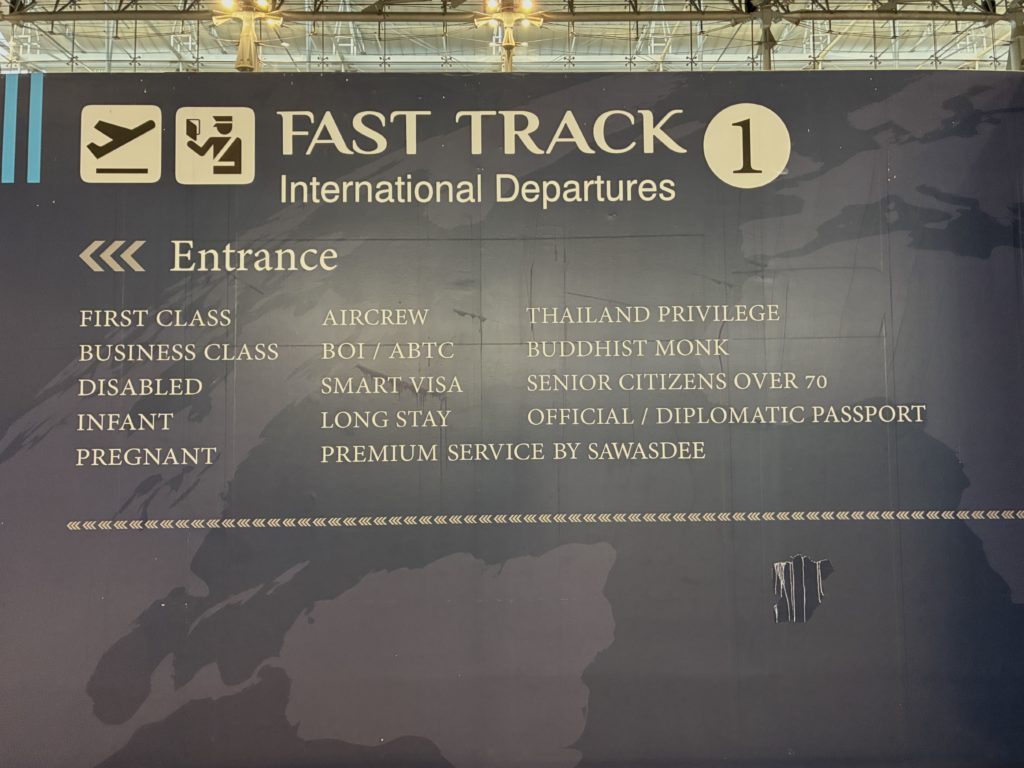 FAST TRACK 1
International Departures
Entrance
FIRST CLASS
BUSINESS CLASS
DISABLED
INFANT
PREGNANT
AIRCREW
BOI / ABTC
SMART VISA
LONG STAY
PREMIUM SERVICE BY SAWASDEE
THAILAND PRIVILEGE
BUDDHIST MONK
SENIOR CITIZENS OVER 70
OFFICIAL / DIPLOMATIC PASSPORT